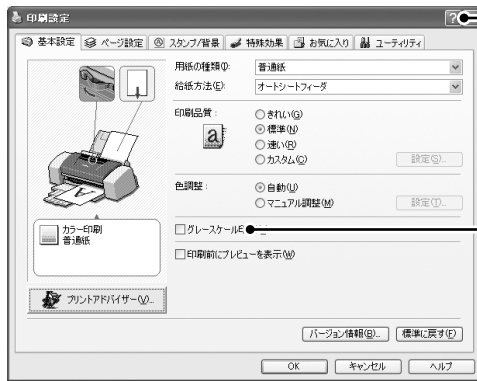 印刷設定
基本設定 ページ設定 スタンプ/背景 特殊効果 お気に入り ユーティリティ
用紙の種類(D): 普通紙
給紙方法(E): オートシートフィーダ
印刷品質: きれい(G)
標準(N)
速い(R)
カスタム(C) 設定(S)...
色調整: 自動(U)
マニュアル調整(M) 設定(T)...
カラー印刷
普通紙
グレースケール
印刷前にプレビューを表示(W)
プリントアドバイザー(V)...
バージョン情報(B)... 標準に戻す(F)
OK キャンセル ヘルプ